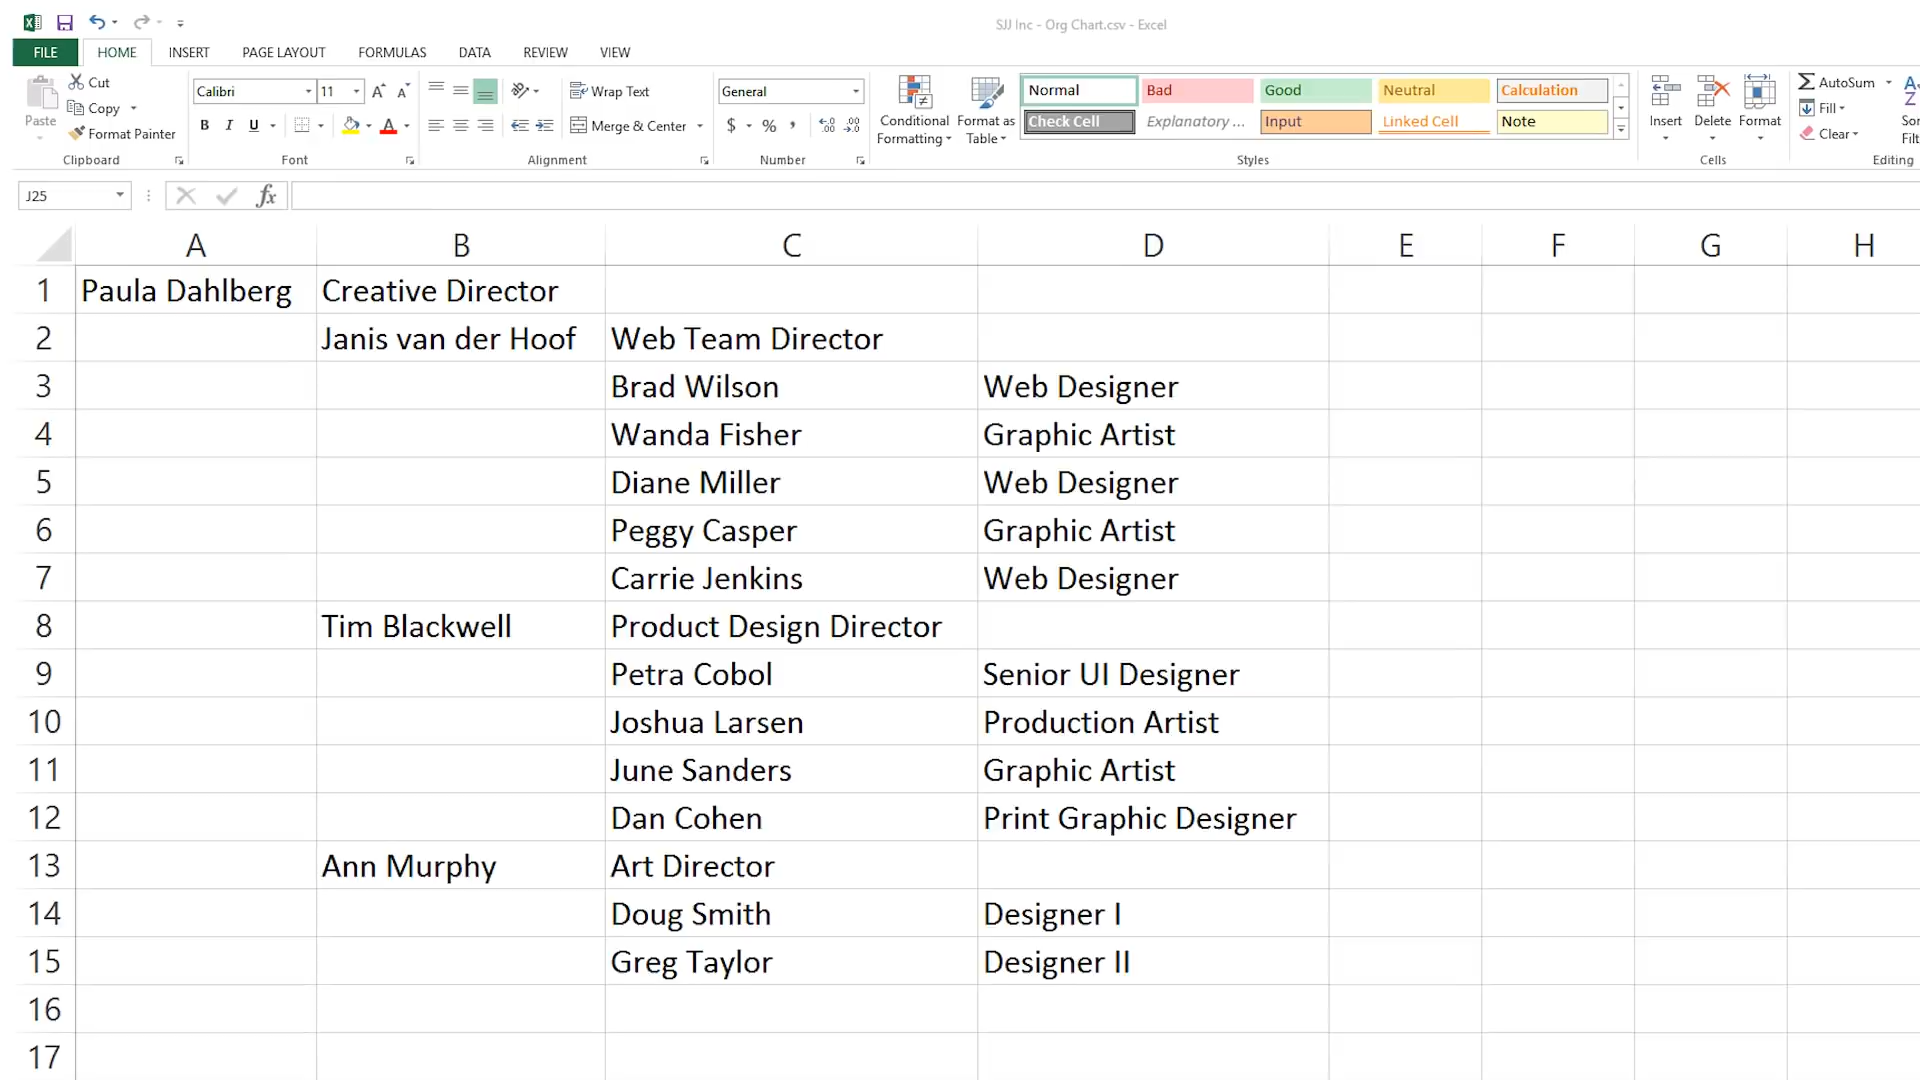 SJJ Inc - Org Chart.csv - Excel
FILE HOME INSERT PAGE LAYOUT FORMULAS DATA REVIEW VIEW
Paste
Cut
Copy
Format Painter
Clipboard
Calibri 11
B I U
Font
Wrap Text
Merge & Center
Alignment
General
$ % ,
Number
Conditional Formatting
Format as Table
Normal Bad Good Neutral Calculation
Check Cell Explanatory ... Input Linked Cell Note
Styles
Insert Delete Format
Cells
AutoSum
Fill
Clear
Editing
J25 fx
A B C D E F G H
1 Paula Dahlberg Creative Director
2 Janis van der Hoof Web Team Director
3 Brad Wilson Web Designer
4 Wanda Fisher Graphic Artist
5 Diane Miller Web Designer
6 Peggy Casper Graphic Artist
7 Carrie Jenkins Web Designer
8 Tim Blackwell Product Design Director
9 Petra Cobol Senior UI Designer
10 Joshua Larsen Production Artist
11 June Sanders Graphic Artist
12 Dan Cohen Print Graphic Designer
13 Ann Murphy Art Director
14 Doug Smith Designer I
15 Greg Taylor Designer II
16
17